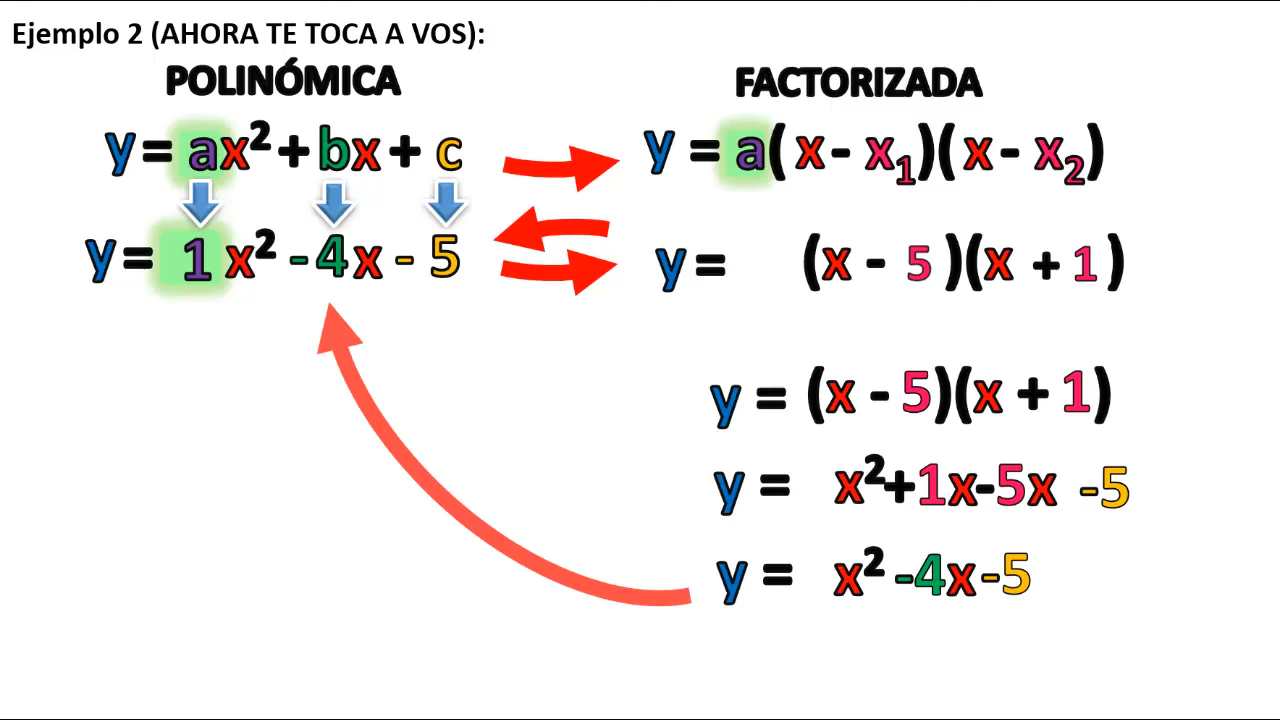 Ejemplo 2 (AHORA TE TOCA A VOS):
POLINÓMICA
y = ax² + bx + c
y = 1x² - 4x - 5
FACTORIZADA
y = a(x - x₁)(x - x₂)
y = (x - 5)(x + 1)
y = (x - 5)(x + 1)
y = x²+1x-5x -5
y = x² -4x -5